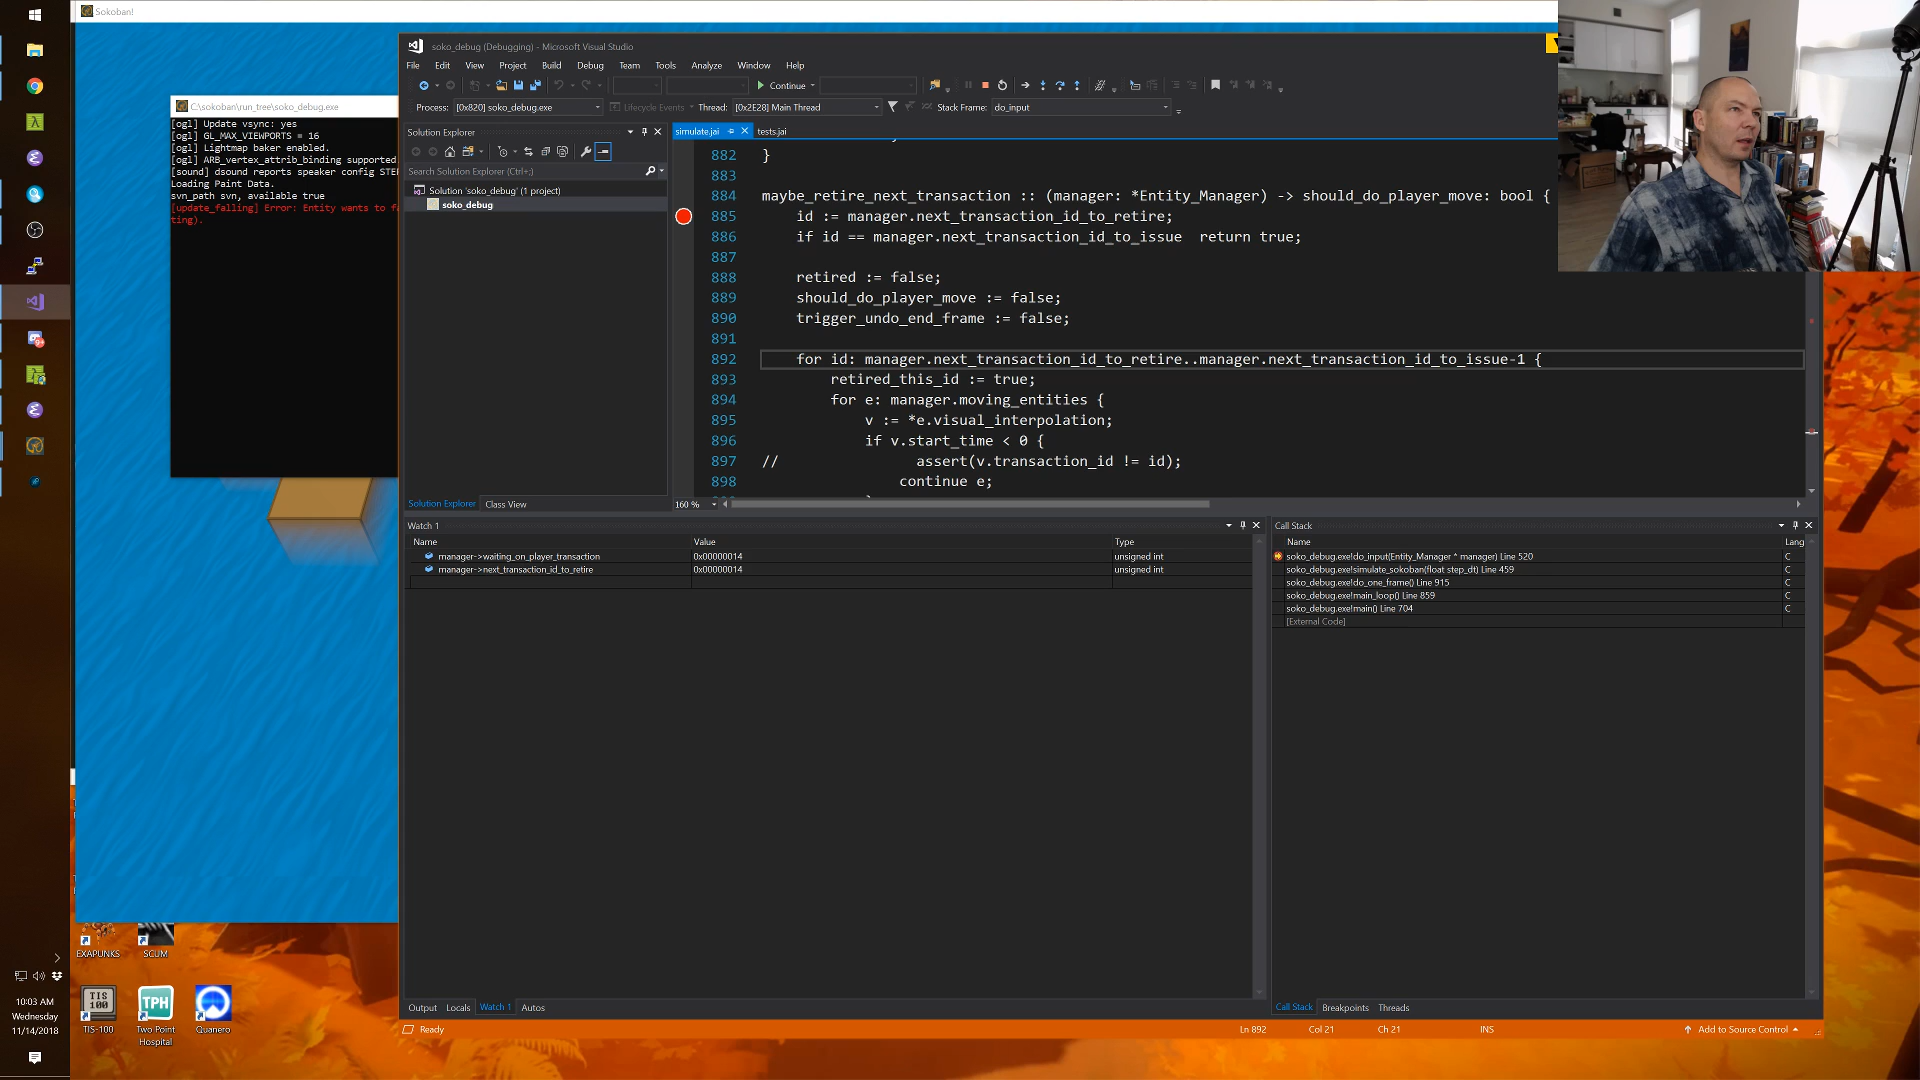 Sokoban!
C:\sokoban\run_tree\soko_debug.exe
[ogl] Update vsync: yes
[ogl] GL_MAX_VIEWPORTS = 16
[ogl] Lightmap baker enabled.
[ogl] ARB_vertex_attrib_binding supported
[sound] dsound reports speaker config STE
Loading Paint Data.
svn_path svn, available true
[update_falling] Error: Entity wants to fa
ting).
soko_debug (Debugging) - Microsoft Visual Studio
File Edit View Project Build Debug Team Tools Analyze Window Help
Continue
Process: [0x820] soko_debug.exe Lifecycle Events Thread: [0x2E28] Main Thread Stack Frame: do_input
Solution Explorer
Search Solution Explorer (Ctrl+;)
Solution 'soko_debug' (1 project)
soko_debug
Solution Explorer Class View
simulate.jai tests.jai
882 }
883
884 maybe_retire_next_transaction :: (manager: *Entity_Manager) -> should_do_player_move: bool {
885 id := manager.next_transaction_id_to_retire;
886 if id == manager.next_transaction_id_to_issue return true;
887
888 retired := false;
889 should_do_player_move := false;
890 trigger_undo_end_frame := false;
891
892 for id: manager.next_transaction_id_to_retire..manager.next_transaction_id_to_issue-1 {
893 retired_this_id := true;
894 for e: manager.moving_entities {
895 v := *e.visual_interpolation;
896 if v.start_time < 0 {
897 // assert(v.transaction_id != id);
898 continue e;
160 %
Watch 1
Name Value Type
manager->waiting_on_player_transaction 0x00000014 unsigned int
manager->next_transaction_id_to_retire 0x00000014 unsigned int
Output Locals Watch 1 Autos
Call Stack
Name Lang
soko_debug.exe!do_input(Entity_Manager * manager) Line 520 C
soko_debug.exe!simulate_sokoban(float step_dt) Line 459 C
soko_debug.exe!do_one_frame() Line 915 C
soko_debug.exe!main_loop() Line 859 C
soko_debug.exe!main() Line 704 C
[External Code]
Call Stack Breakpoints Threads
Ready Ln 892 Col 21 Ch 21 INS Add to Source Control
EXAPUNKS SCUM
TIS
100
TPH
TIS-100 Two Point Hospital Quanero
10:03 AM
Wednesday
11/14/2018